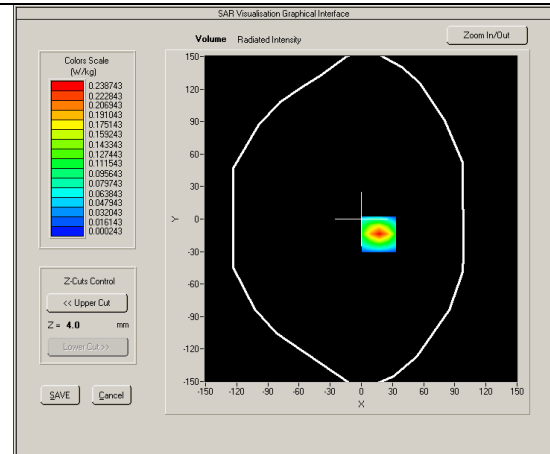 SAR Visualisation Graphical Interface
Volume Radiated Intensity
Zoom In/Out
Colors Scale
(W/kg)
0.238743
0.222843
0.206943
0.191043
0.175143
0.159243
0.143344
0.127443
0.111543
0.095643
0.079743
0.063843
0.047943
0.032043
0.016143
0.000243
Z-Cuts Control
<< Upper Cut
Z = 4.0 mm
Lower Cut >>
SAVE
Cancel
150
120
90
60
30
0
-30
-60
-90
-120
-150
Y
-150 -120 -90 -60 -30 0 30 60 90 120 150
X